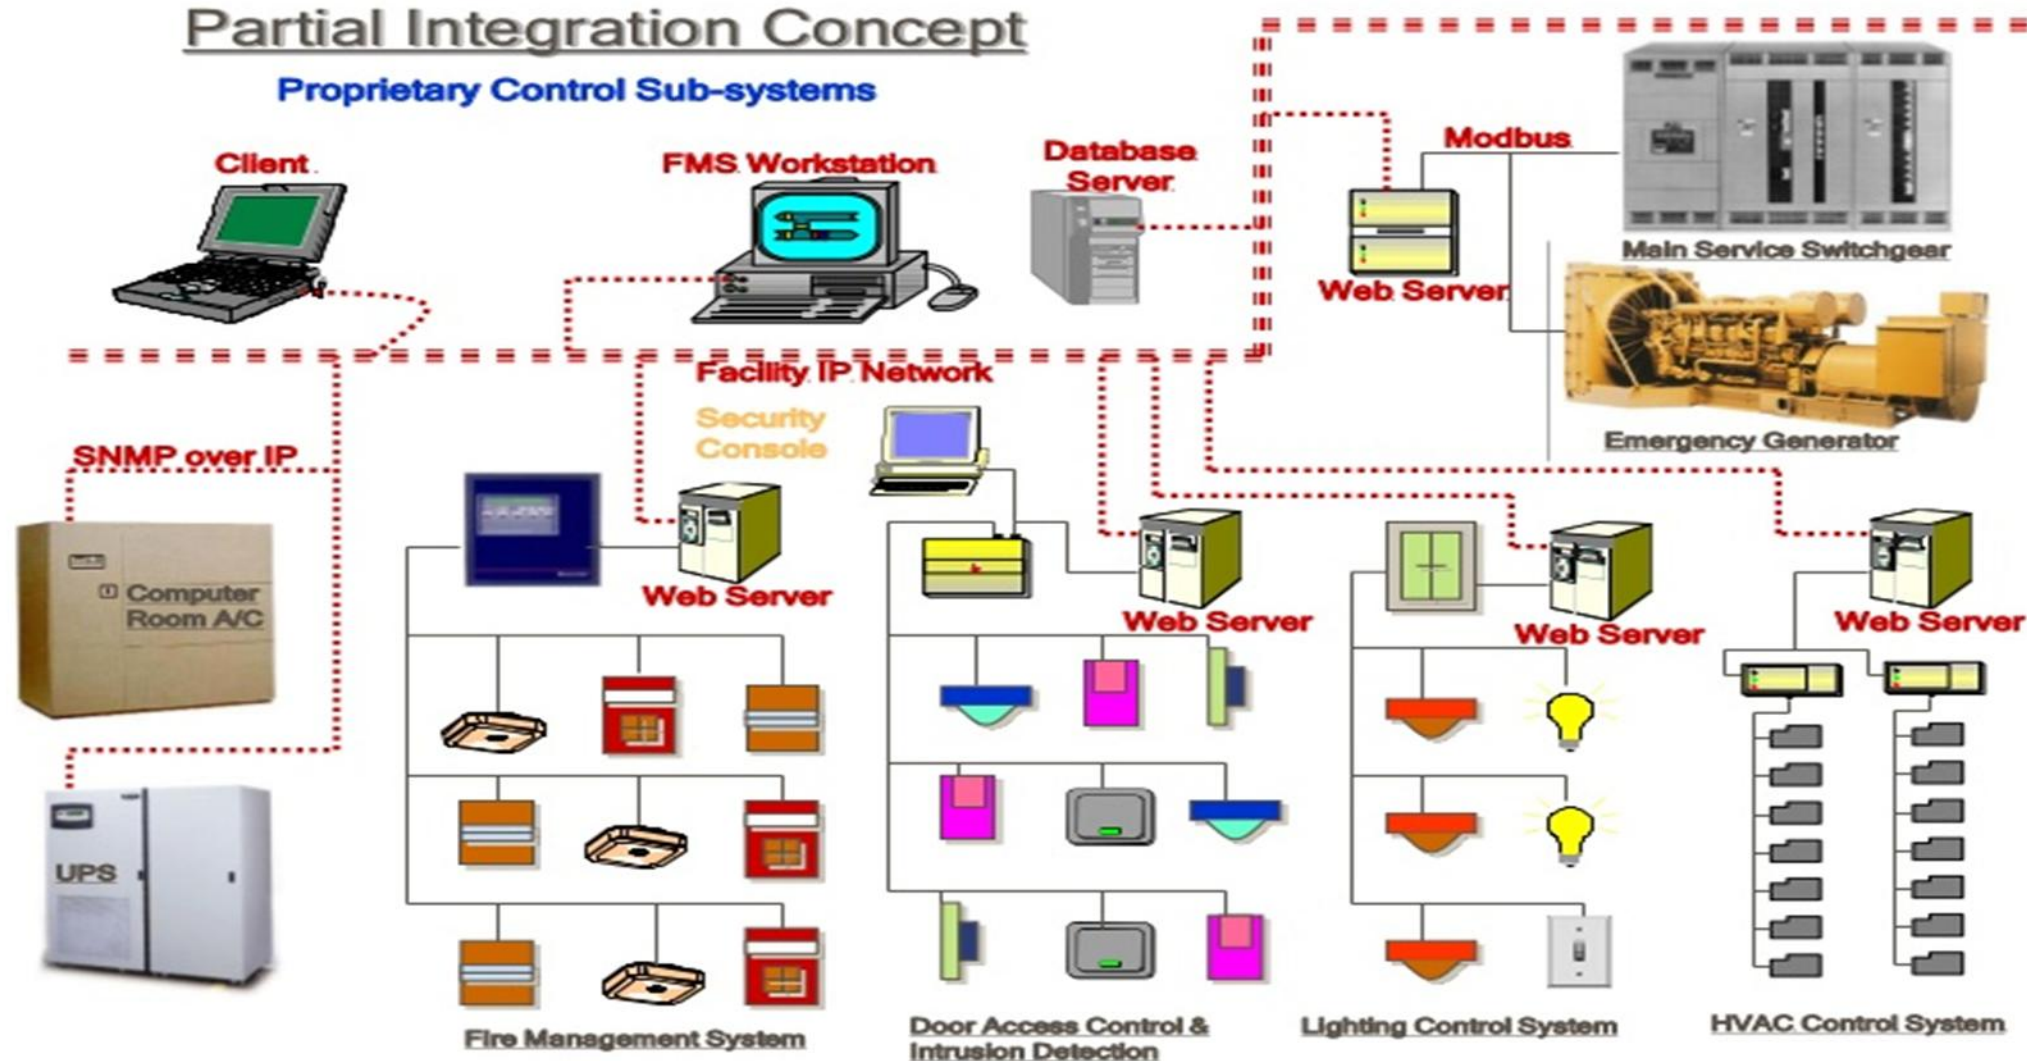 Partial Integration Concept
Proprietary Control Sub-systems
Client
FMS Workstation
Database
Server
Modbus
Main Service Switchgear
Web Server
Facility IP Network
Security
Console
Emergency Generator
SNMP over IP
Computer
Room A/C
Web Server
Web Server
Web Server
Web Server
UPS
Fire Management System
Door Access Control &
Intrusion Detection
Lighting Control System
HVAC Control System